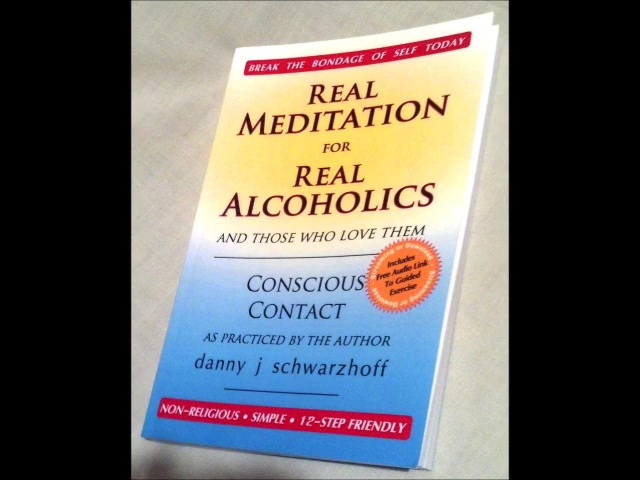 BREAK THE BONDAGE OF SELF TODAY
REAL
MEDITATION
FOR
REAL
ALCOHOLICS
AND THOSE WHO LOVE THEM
CONSCIOUS
CONTACT
Includes
Free Audio Link
To Guided
Exercise
AS PRACTICED BY THE AUTHOR
danny j schwarzhoff
NON-RELIGIOUS • SIMPLE • 12-STEP FRIENDLY